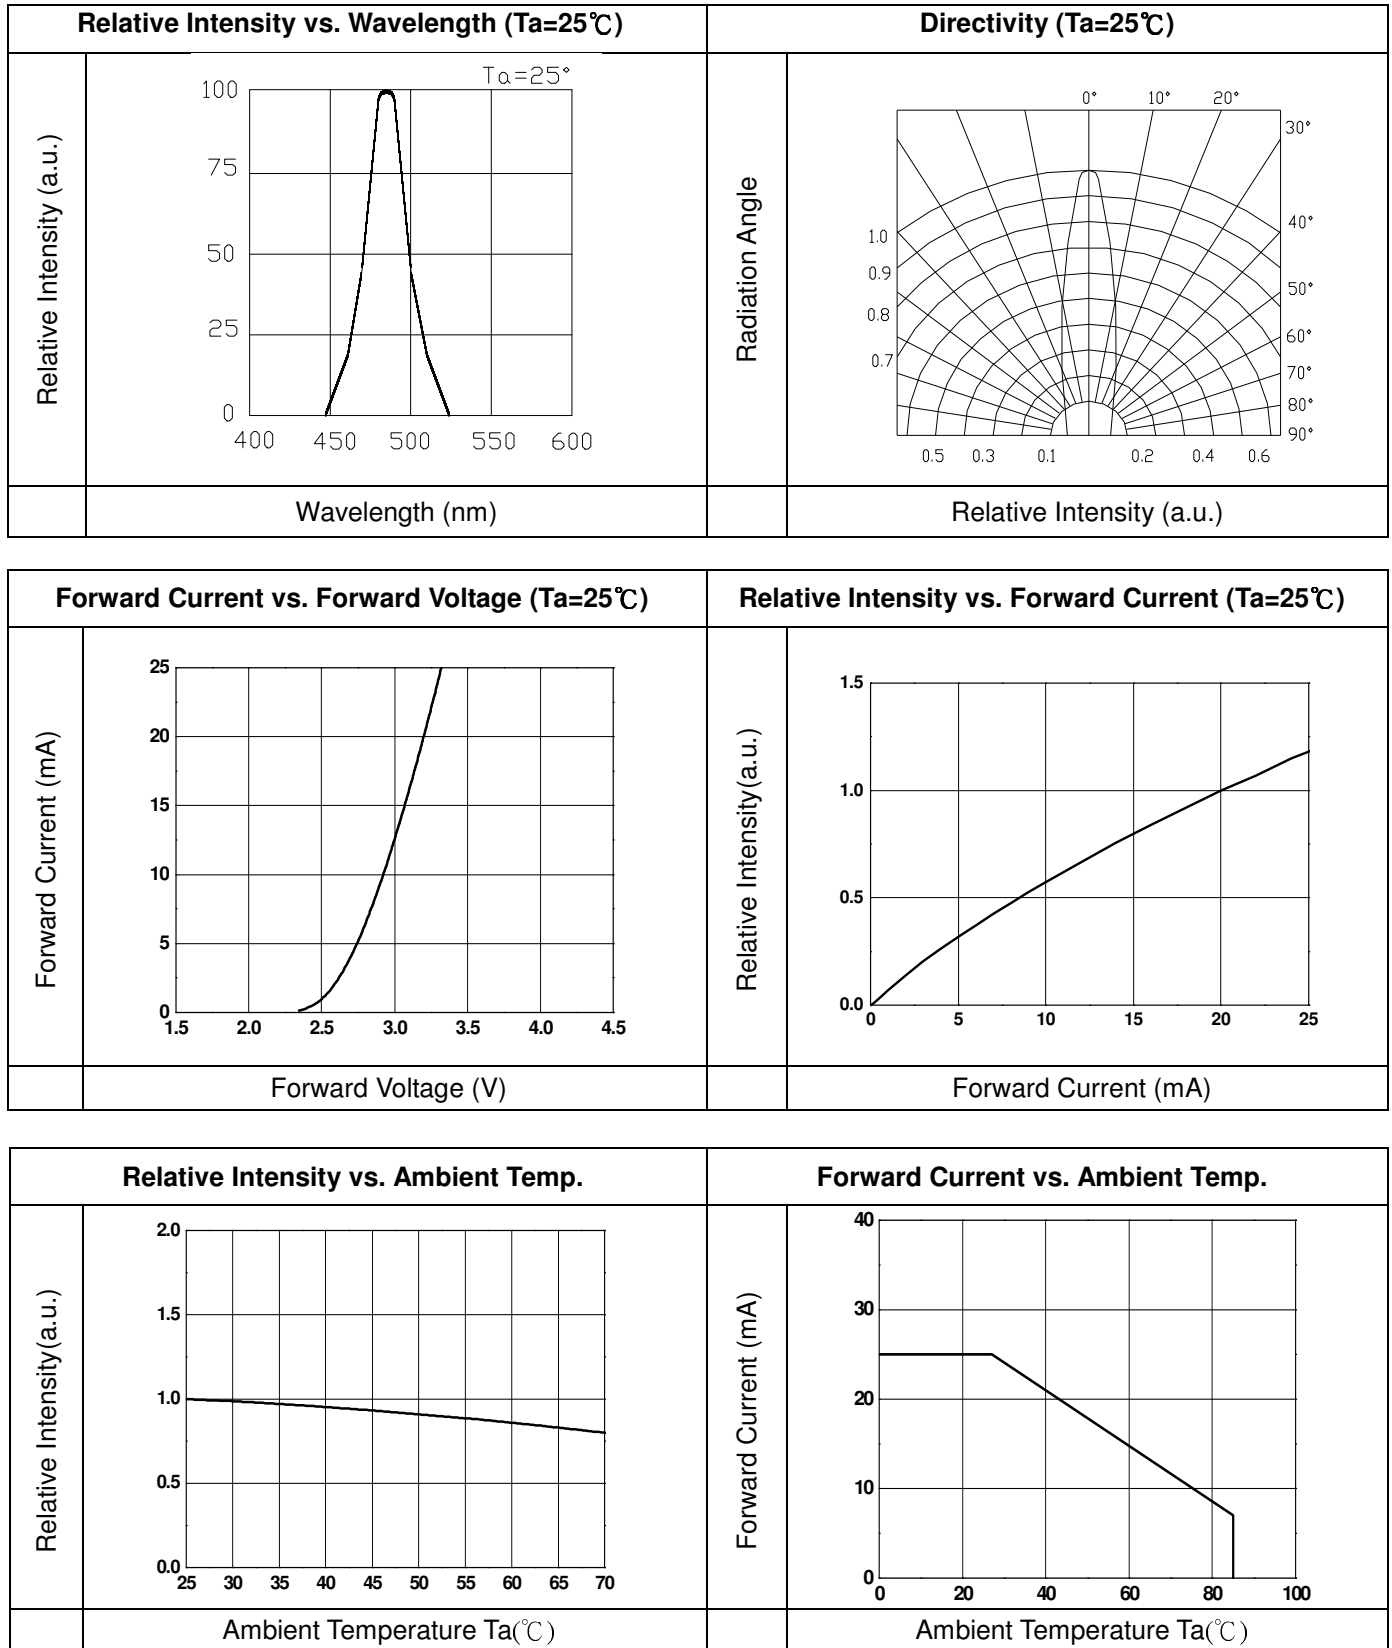 Relative Intensity vs. Wavelength (Ta=25℃)
Directivity (Ta=25℃)
Relative Intensity (a.u.)
Ta=25°
100
75
50
25
0
400 450 500 550 600
Radiation Angle
0° 10° 20°
30°
40°
50°
60°
70°
80°
90°
1.0
0.9
0.8
0.7
0.5 0.3 0.1 0.2 0.4 0.6
Wavelength (nm)
Relative Intensity (a.u.)
Forward Current vs. Forward Voltage (Ta=25℃)
Relative Intensity vs. Forward Current (Ta=25℃)
Forward Current (mA)
25
20
15
10
5
0
1.5 2.0 2.5 3.0 3.5 4.0 4.5
Relative Intensity(a.u.)
1.5
1.0
0.5
0.0
0 5 10 15 20 25
Forward Voltage (V)
Forward Current (mA)
Relative Intensity vs. Ambient Temp.
Forward Current vs. Ambient Temp.
Relative Intensity(a.u.)
2.0
1.5
1.0
0.5
0.0
25 30 35 40 45 50 55 60 65 70
Forward Current (mA)
40
30
20
10
0
0 20 40 60 80 100
Ambient Temperature Ta(℃)
Ambient Temperature Ta(℃)